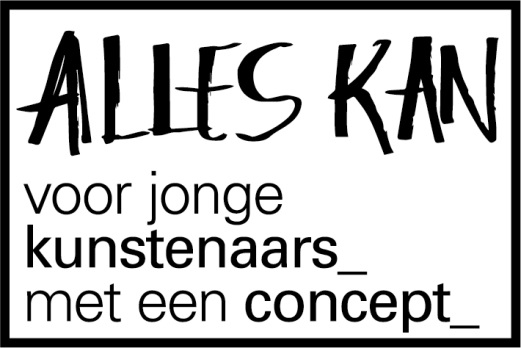 ALLES KAN
voor jonge
kunstenaars_
met een concept_